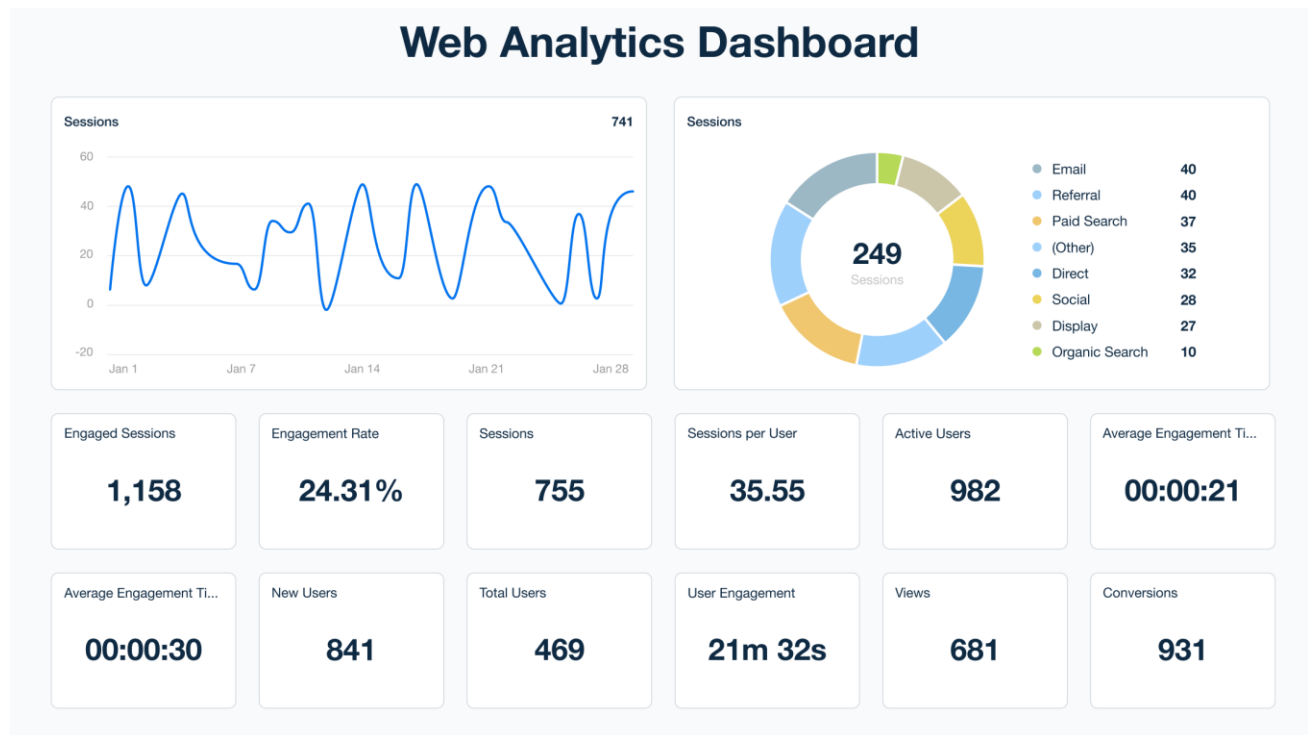 Web Analytics Dashboard
Sessions 741
60
40
20
0
-20
Jan 1 Jan 7 Jan 14 Jan 21 Jan 28
Sessions
249
Sessions
Email 40
Referral 40
Paid Search 37
(Other) 35
Direct 32
Social 28
Display 27
Organic Search 10
Engaged Sessions
1,158
Engagement Rate
24.31%
Sessions
755
Sessions per User
35.55
Active Users
982
Average Engagement Ti...
00:00:21
Average Engagement Ti...
00:00:30
New Users
841
Total Users
469
User Engagement
21m 32s
Views
681
Conversions
931